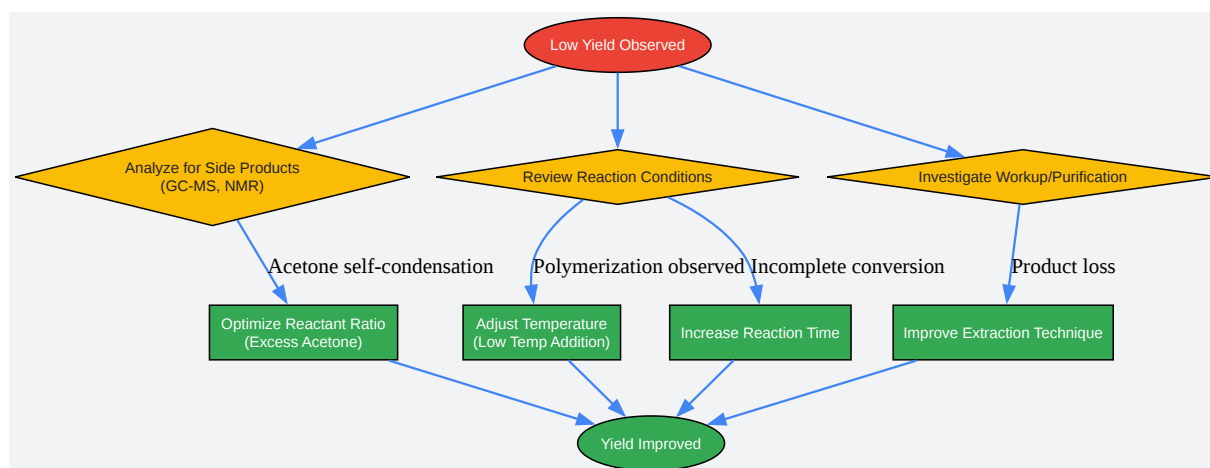 Low Yield Observed
Analyze for Side Products
(GC-MS, NMR)
Review Reaction Conditions
Investigate Workup/Purification
Acetone self-condensation
Polymerization observed
Incomplete conversion
Product loss
Optimize Reactant Ratio
(Excess Acetone)
Adjust Temperature
(Low Temp Addition)
Increase Reaction Time
Improve Extraction Technique
Yield Improved